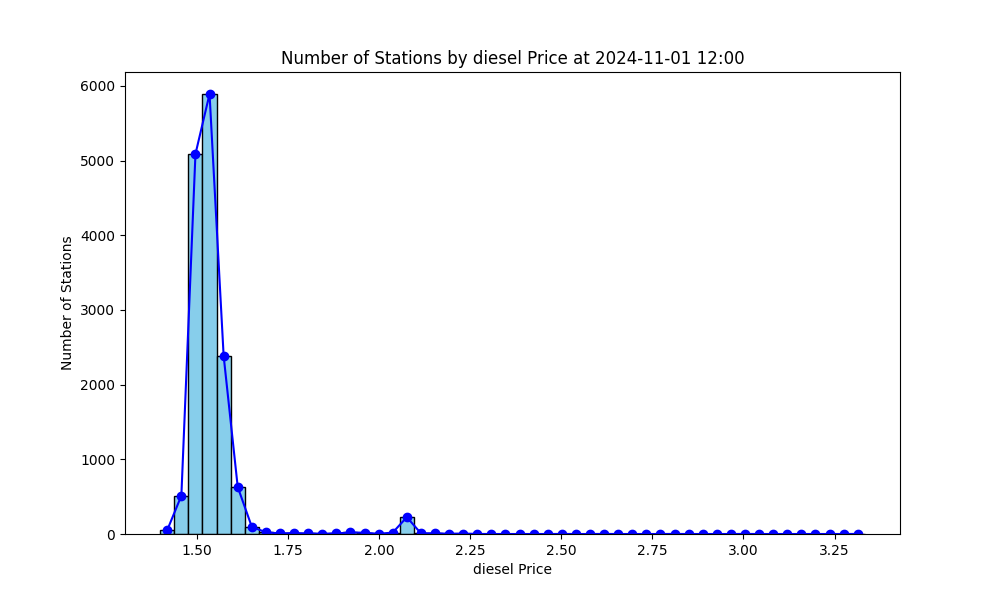 Number of Stations by diesel Price at 2024-11-01 12:00
Number of Stations
6000
5000
4000
3000
2000
1000
0
1.50 1.75 2.00 2.25 2.50 2.75 3.00 3.25
diesel Price